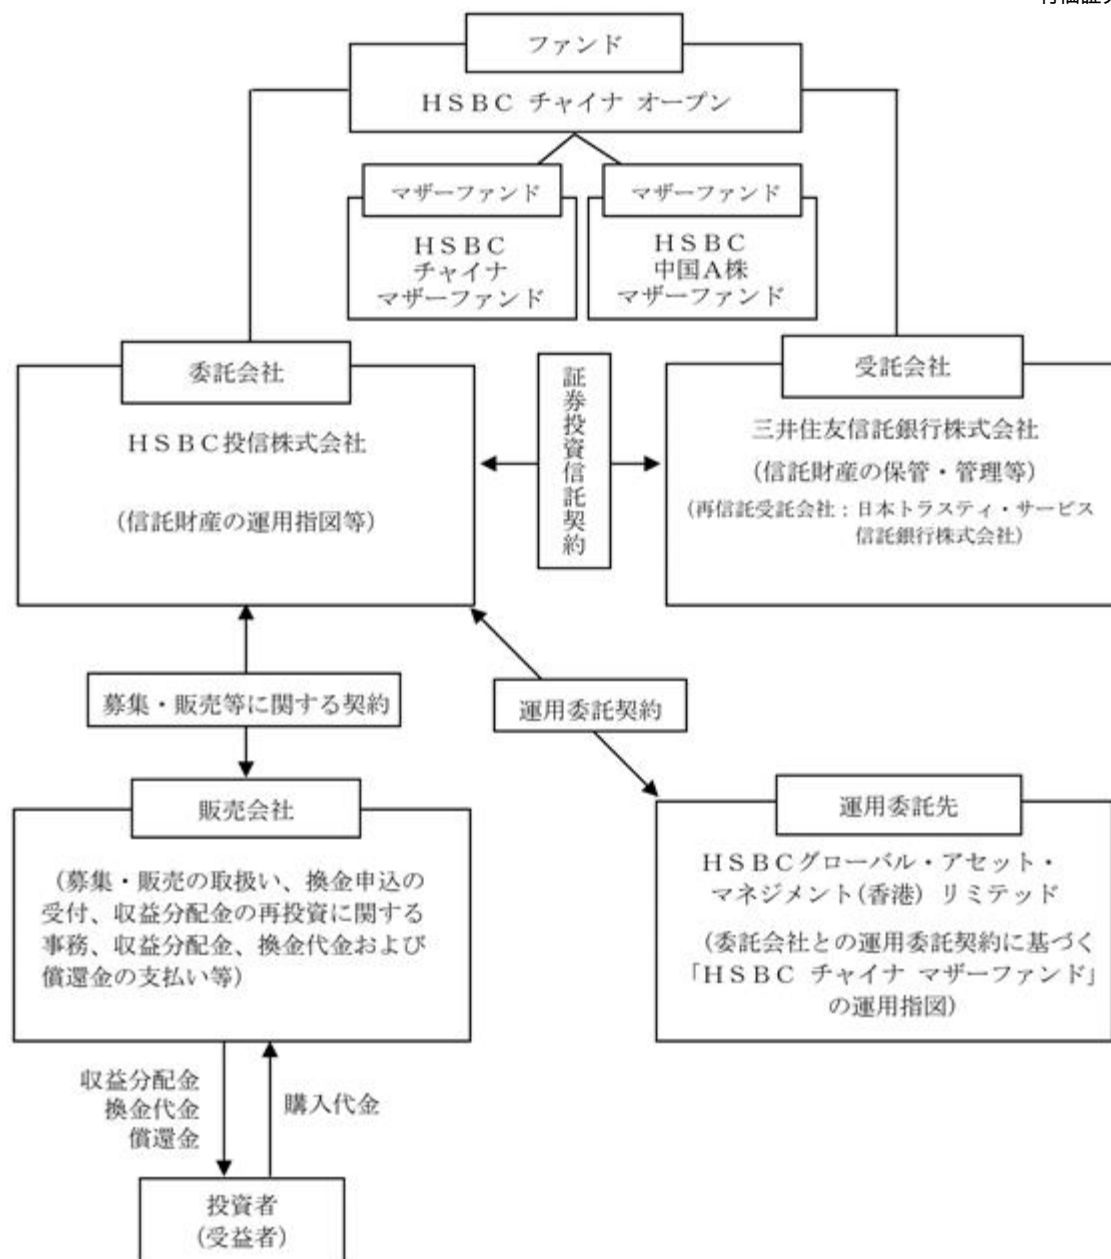 ファンド
HSBC チャイナ オープン
マザーファンド
HSBC
チャイナ
マザーファンド
マザーファンド
HSBC
中国A株
マザーファンド
委託会社
HSBC投信株式会社
(信託財産の運用指図等)
証券投資信託契約
受託会社
三井住友信託銀行株式会社
(信託財産の保管・管理等)
(再信託受託会社:日本トラスティ・サービス
信託銀行株式会社)
募集・販売等に関する契約
運用委託契約
販売会社
(募集・販売の取扱い、換金申込の
受付、収益分配金の再投資に関する
事務、収益分配金、換金代金および
償還金の支払い等)
運用委託先
HSBCグローバル・アセット・
マネジメント(香港) リミテッド
(委託会社との運用委託契約に基づく
「HSBC チャイナ マザーファンド」
の運用指図)
収益分配金
換金代金
償還金
購入代金
投資者
(受益者)